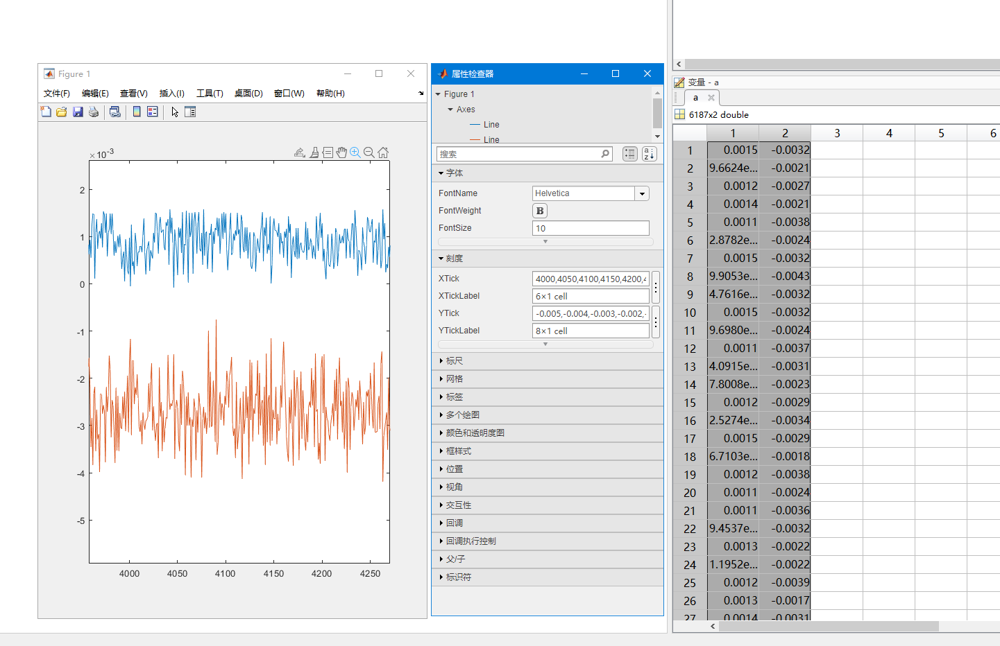 Figure 1
文件(F) 编辑(E) 查看(V) 插入(I) 工具(T) 桌面(D) 窗口(W) 帮助(H)
×10-3
2
1
0
-1
-2
-3
-4
-5
4000 4050 4100 4150 4200 4250
属性检查器
Figure 1
Axes
Line
Line
搜索
字体
FontName Helvetica
FontWeight B
FontSize 10
刻度
XTick 4000,4050,4100,4150,4200,4
XTickLabel 6×1 cell
YTick -0.005,-0.004,-0.003,-0.002,-
YTickLabel 8×1 cell
标尺
网格
标签
多个绘图
颜色和透明度图
框样式
位置
视角
交互性
回调
回调执行控制
父/子
标识符
变量 - a
a
6187x2 double
1 2 3 4 5 6
1 0.0015 -0.0032
2 9.6624e... -0.0021
3 0.0012 -0.0027
4 0.0014 -0.0021
5 0.0011 -0.0038
6 2.8782e... -0.0024
7 0.0015 -0.0032
8 9.9053e... -0.0043
9 4.7616e... -0.0032
10 0.0015 -0.0032
11 9.6980e... -0.0024
12 0.0011 -0.0037
13 4.0915e... -0.0031
14 7.8008e... -0.0023
15 0.0012 -0.0029
16 2.5274e... -0.0034
17 0.0015 -0.0029
18 6.7103e... -0.0018
19 0.0012 -0.0038
20 0.0011 -0.0024
21 0.0011 -0.0036
22 9.4537e... -0.0032
23 0.0013 -0.0022
24 1.1952e... -0.0022
25 0.0012 -0.0039
26 0.0013 -0.0017
27 0.0014 -0.0031